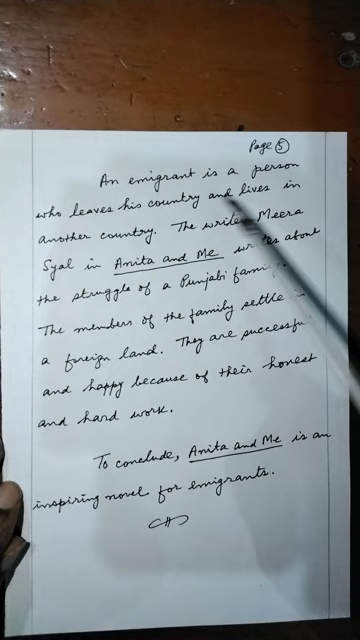 Page 5
An emigrant is a person
who leaves his country and lives in
another country. The writer Meera
Syal in Anita and Me writes about
the struggle of a Punjabi
The members of the family settle
a foreign land. They are
and happy because of their honest
and hard work.
To conclude, Anita and Me is an
inspiring novel for emigrants.